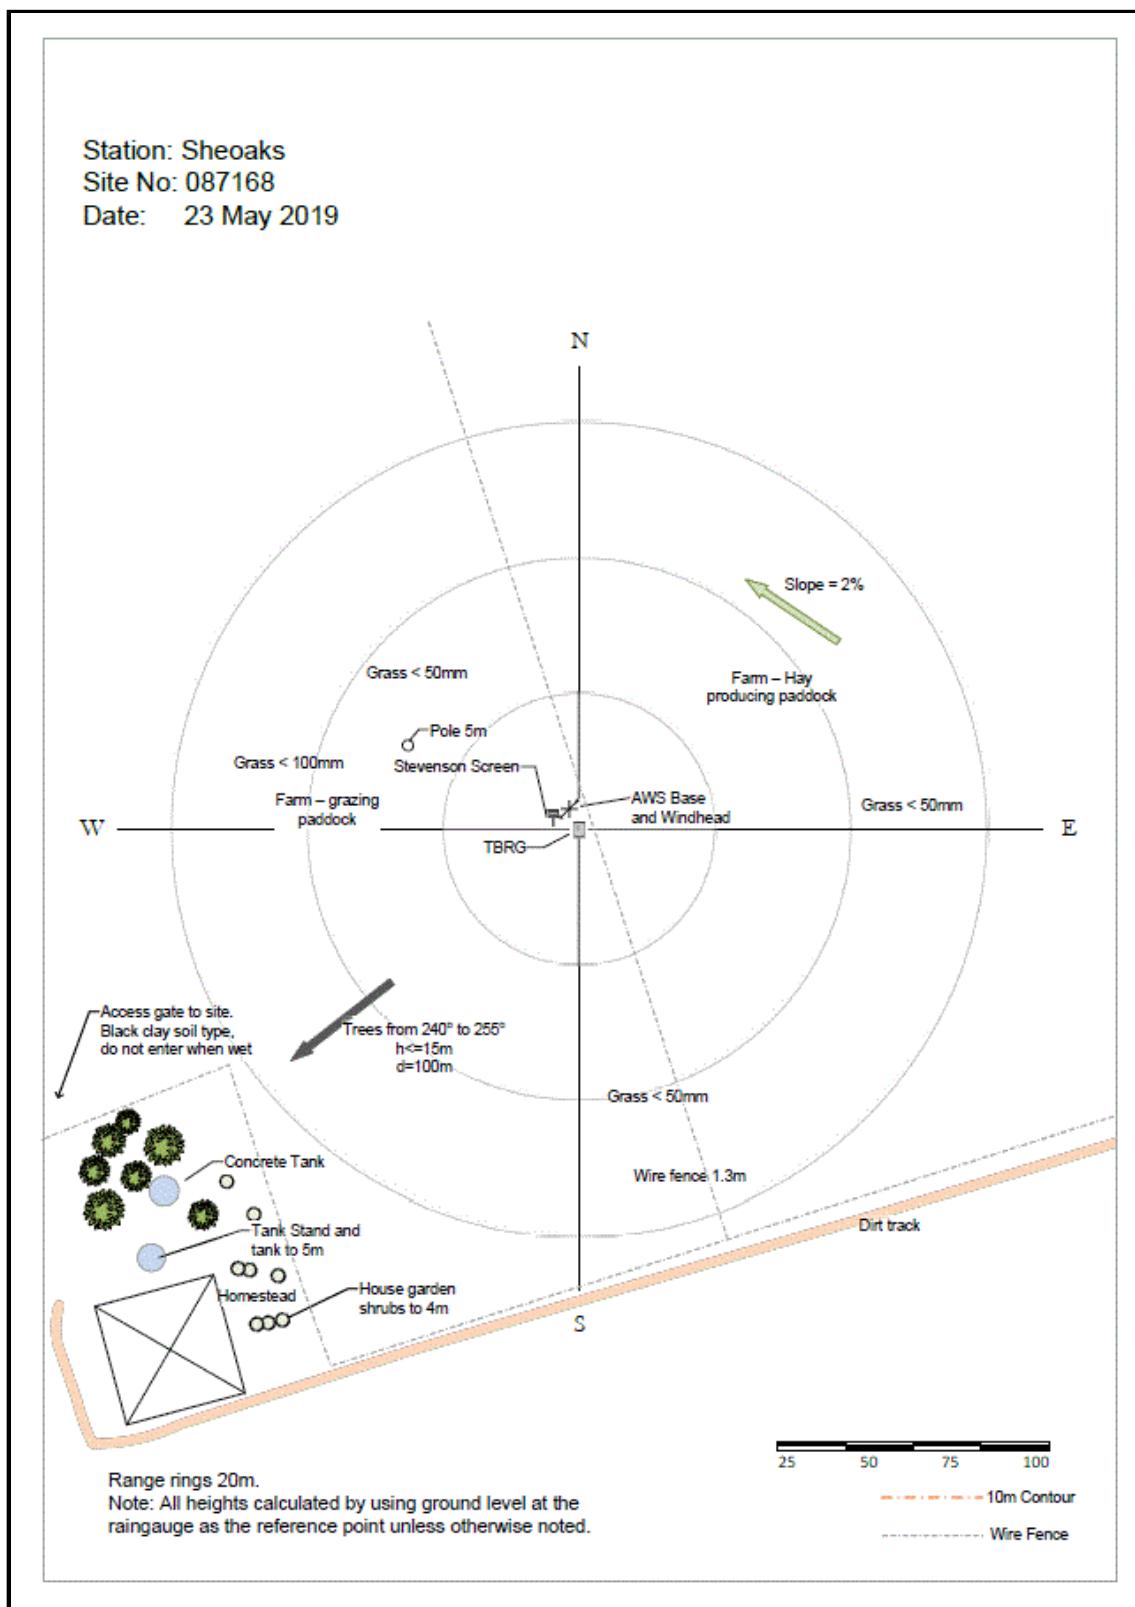 Station: Sheoaks
Site No: 087168
Date: 23 May 2019
N
Slope = 2%
Grass < 50mm
Farm – Hay
producing paddock
Pole 5m
Grass < 100mm
Stevenson Screen
Farm – grazing
paddock
AWS Base
and Windhead
Grass < 50mm
W
E
TBRG
Access gate to site.
Black clay soil type,
do not enter when wet
Trees from 240° to 255°
h<=15m
d=100m
Grass < 50mm
Concrete Tank
Wire fence 1.3m
Tank Stand and
tank to 5m
Dirt track
Homestead
House garden
shrubs to 4m
S
25 50 75 100
Range rings 20m.
Note: All heights calculated by using ground level at the
raingauge as the reference point unless otherwise noted.
10m Contour
Wire Fence